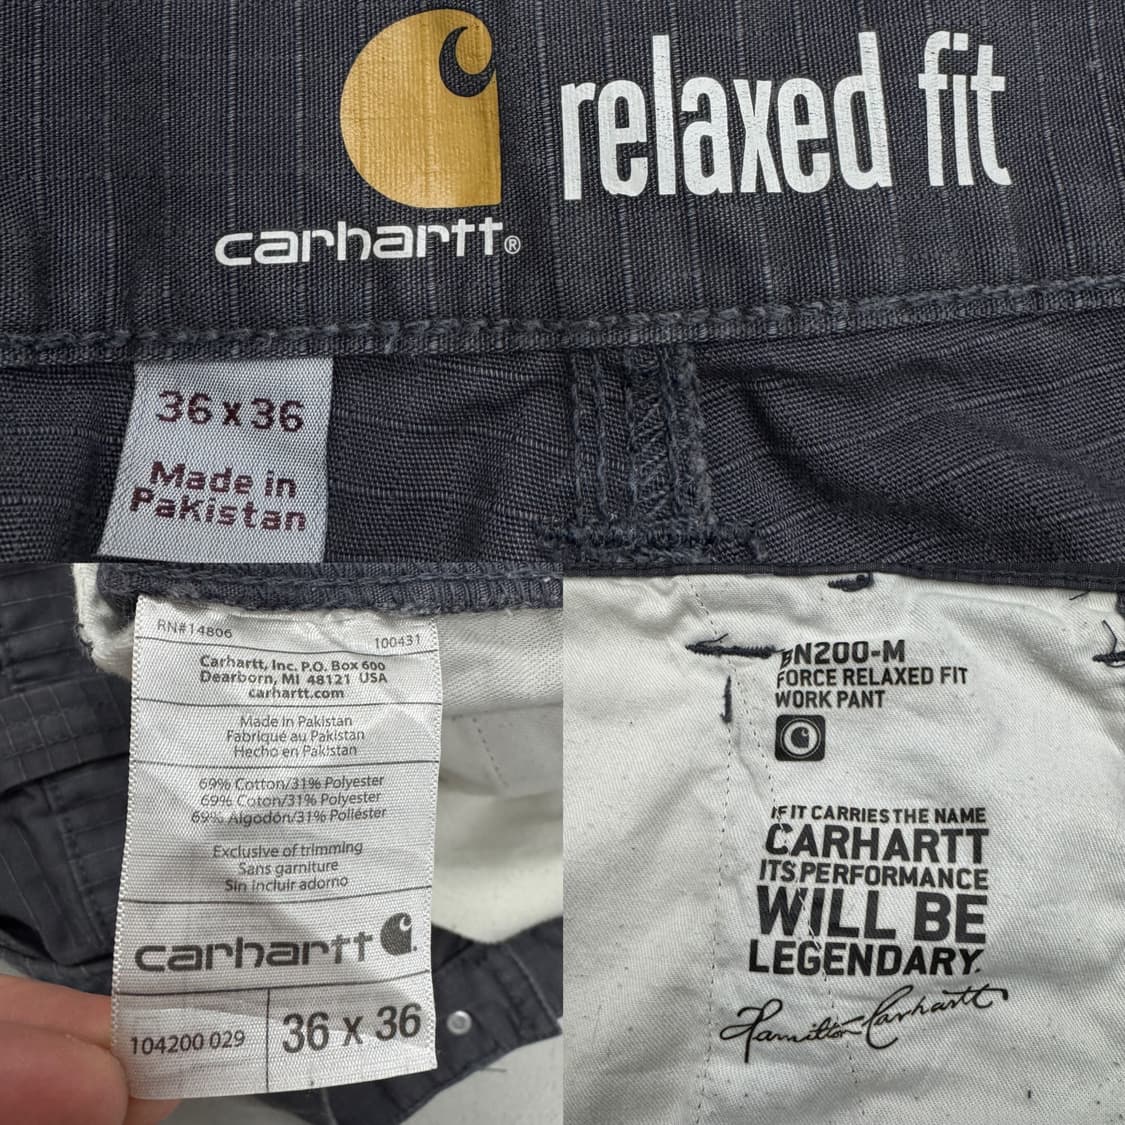 carhartt®
relaxed fit
36 x 36
Made in
Pakistan
RN#14806
100431
Carhartt, Inc. P.O. Box 600
Dearborn, MI 48121 USA
carhartt.com
Made in Pakistan
Fabriqué au Pakistan
Hecho en Pakistan
69% Cotton/31% Polyester
69% Coton/31% Polyester
69% Algodón/31% Poliéster
Exclusive of trimming
Sans garniture
Sin incluir adorno
carhartt
104200 029
36 x 36
BN200-M
FORCE RELAXED FIT
WORK PANT
IF IT CARRIES THE NAME
CARHARTT
ITS PERFORMANCE
WILL BE
LEGENDARY.
Hamilton Carhartt